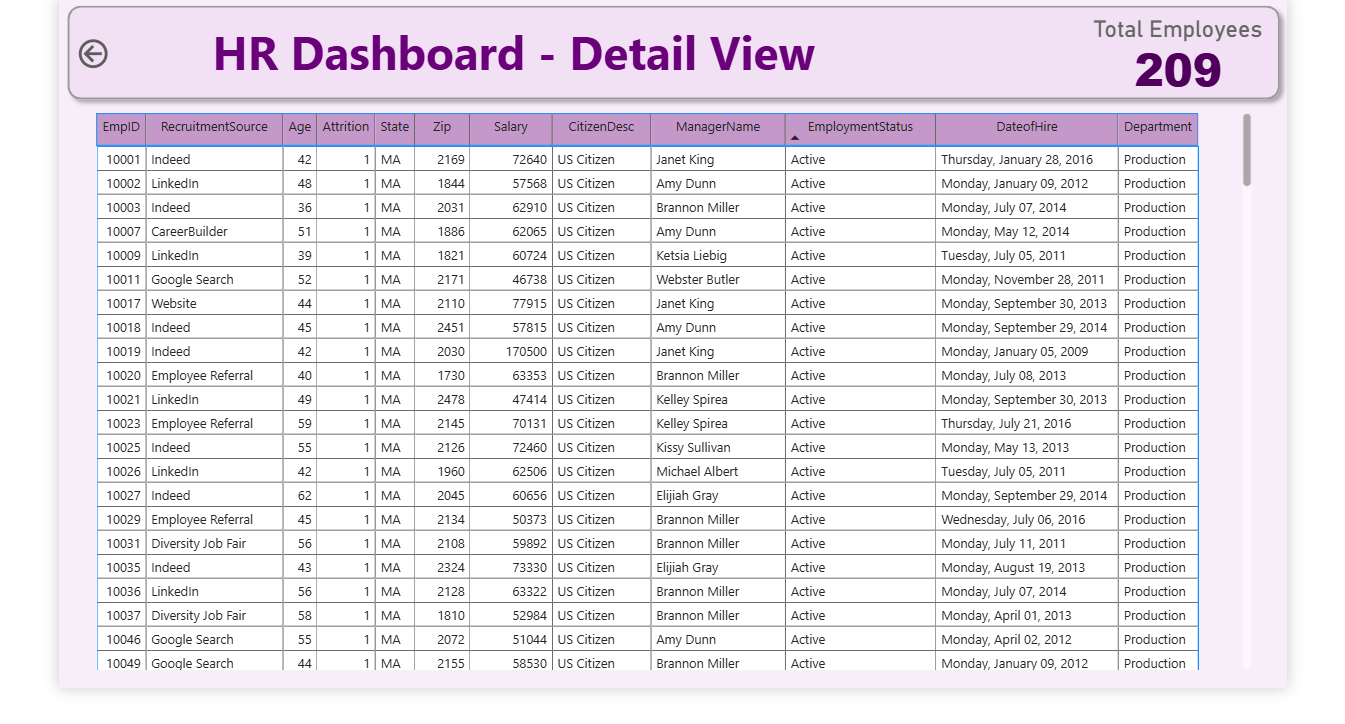 Total Employees
HR Dashboard - Detail View
209
EmpID RecruitmentSource Age Attrition State Zip Salary CitizenDesc ManagerName EmploymentStatus DateofHire Department
10001 Indeed 42 1 MA 2169 72640 US Citizen Janet King Active Thursday, January 28, 2016 Production
10002 LinkedIn 48 1 MA 1844 57568 US Citizen Amy Dunn Active Monday, January 09, 2012 Production
10003 Indeed 36 1 MA 2031 62910 US Citizen Brannon Miller Active Monday, July 07, 2014 Production
10007 CareerBuilder 51 1 MA 1886 62065 US Citizen Amy Dunn Active Monday, May 12, 2014 Production
10009 LinkedIn 39 1 MA 1821 60724 US Citizen Ketsia Liebig Active Tuesday, July 05, 2011 Production
10011 Google Search 52 1 MA 2171 46738 US Citizen Webster Butler Active Monday, November 28, 2011 Production
10017 Website 44 1 MA 2110 77915 US Citizen Janet King Active Monday, September 30, 2013 Production
10018 Indeed 45 1 MA 2451 57815 US Citizen Amy Dunn Active Monday, September 29, 2014 Production
10019 Indeed 42 1 MA 2030 170500 US Citizen Janet King Active Monday, January 05, 2009 Production
10020 Employee Referral 40 1 MA 1730 63353 US Citizen Brannon Miller Active Monday, July 08, 2013 Production
10021 LinkedIn 49 1 MA 2478 47414 US Citizen Kelley Spirea Active Monday, September 30, 2013 Production
10023 Employee Referral 59 1 MA 2145 70131 US Citizen Kelley Spirea Active Thursday, July 21, 2016 Production
10025 Indeed 55 1 MA 2126 72460 US Citizen Kissy Sullivan Active Monday, May 13, 2013 Production
10026 LinkedIn 42 1 MA 1960 62506 US Citizen Michael Albert Active Tuesday, July 05, 2011 Production
10027 Indeed 62 1 MA 2045 60656 US Citizen Elijiah Gray Active Monday, September 29, 2014 Production
10029 Employee Referral 45 1 MA 2134 50373 US Citizen Brannon Miller Active Wednesday, July 06, 2016 Production
10031 Diversity Job Fair 56 1 MA 2108 59892 US Citizen Brannon Miller Active Monday, July 11, 2011 Production
10035 Indeed 43 1 MA 2324 73330 US Citizen Elijiah Gray Active Monday, August 19, 2013 Production
10036 LinkedIn 56 1 MA 2128 63322 US Citizen Brannon Miller Active Monday, July 07, 2014 Production
10037 Diversity Job Fair 58 1 MA 1810 52984 US Citizen Brannon Miller Active Monday, April 01, 2013 Production
10046 Google Search 55 1 MA 2072 51044 US Citizen Amy Dunn Active Monday, April 02, 2012 Production
10049 Google Search 44 1 MA 2155 58530 US Citizen Brannon Miller Active Monday, January 09, 2012 Production